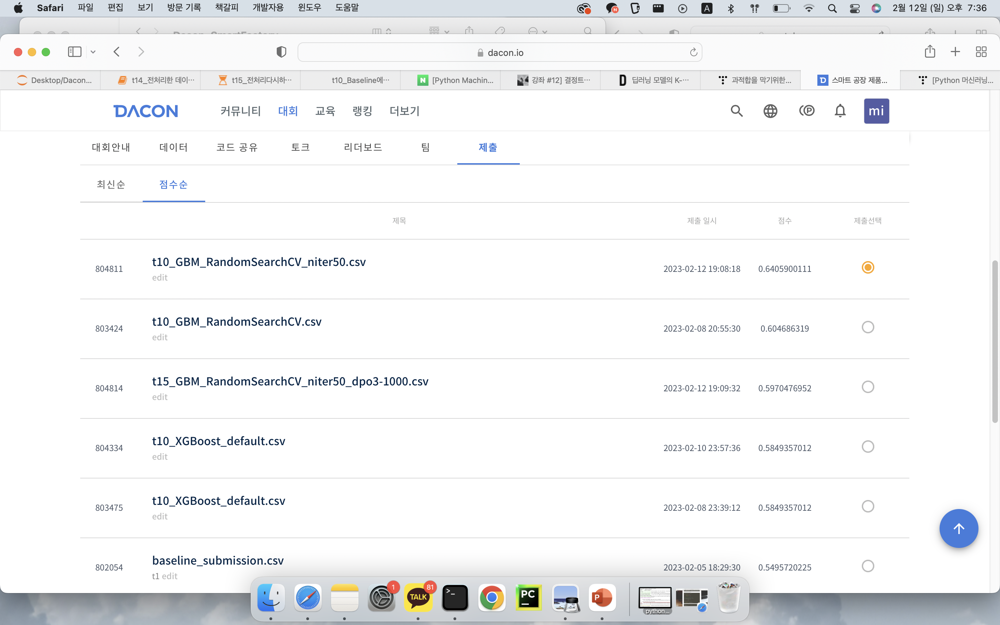 Safari 파일 편집 보기 방문 기록 책갈피 개발자용 윈도우 도움말 2월 12일 (일) 오후 7:36
dacon.io
Desktop/Dacon... t14_전처리한 데이... t15_전처리다시하... t10_Baseline에... [Python Machin... 강좌 #12] 결정트... 딥러닝 모델의 K-... 과적합을 막기위한... 스마트 공장 제품... [Python 머신러닝...
DACON 커뮤니티 대회 교육 랭킹 더보기 mi
대회안내 데이터 코드 공유 토크 리더보드 팀 제출
최신순 점수순
제목 제출 일시 점수 제출선택
t10_GBM_RandomSearchCV_niter50.csv
804811 2023-02-12 19:08:18 0.6405900111
edit
t10_GBM_RandomSearchCV.csv
803424 2023-02-08 20:55:30 0.604686319
edit
t15_GBM_RandomSearchCV_niter50_dpo3-1000.csv
804814 2023-02-12 19:09:32 0.5970476952
edit
t10_XGBoost_default.csv
804334 2023-02-10 23:57:36 0.5849357012
edit
t10_XGBoost_default.csv
803475 2023-02-08 23:39:12 0.5849357012
edit
baseline_submission.csv
802054 2023-02-05 18:29:30 0.5495720225
t1 edit
1 TALK 81 PC P
python...